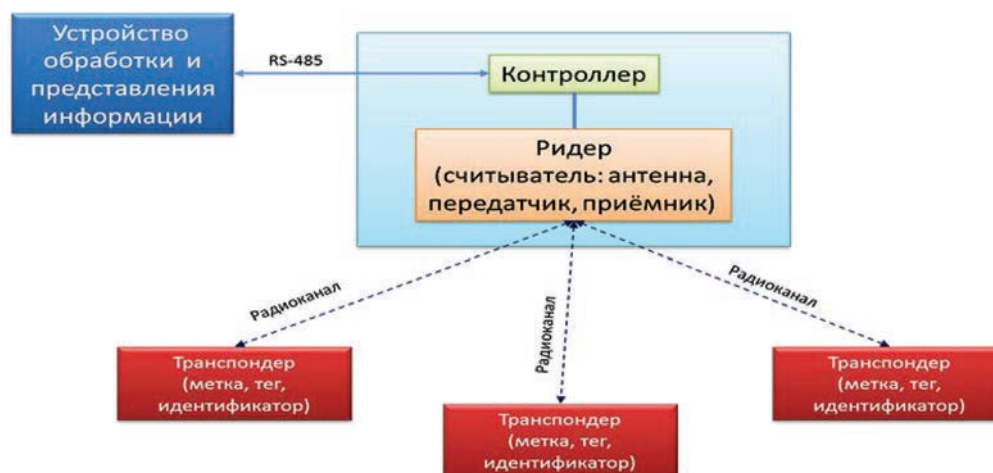 Устройство
обработки и
представления
информации
RS-485
Контроллер
Ридер
(считыватель: антенна,
передатчик, приёмник)
Радиоканал
Радиоканал
Радиоканал
Транспондер
(метка, тег,
идентификатор)
Транспондер
(метка, тег,
идентификатор)
Транспондер
(метка, тег,
идентификатор)